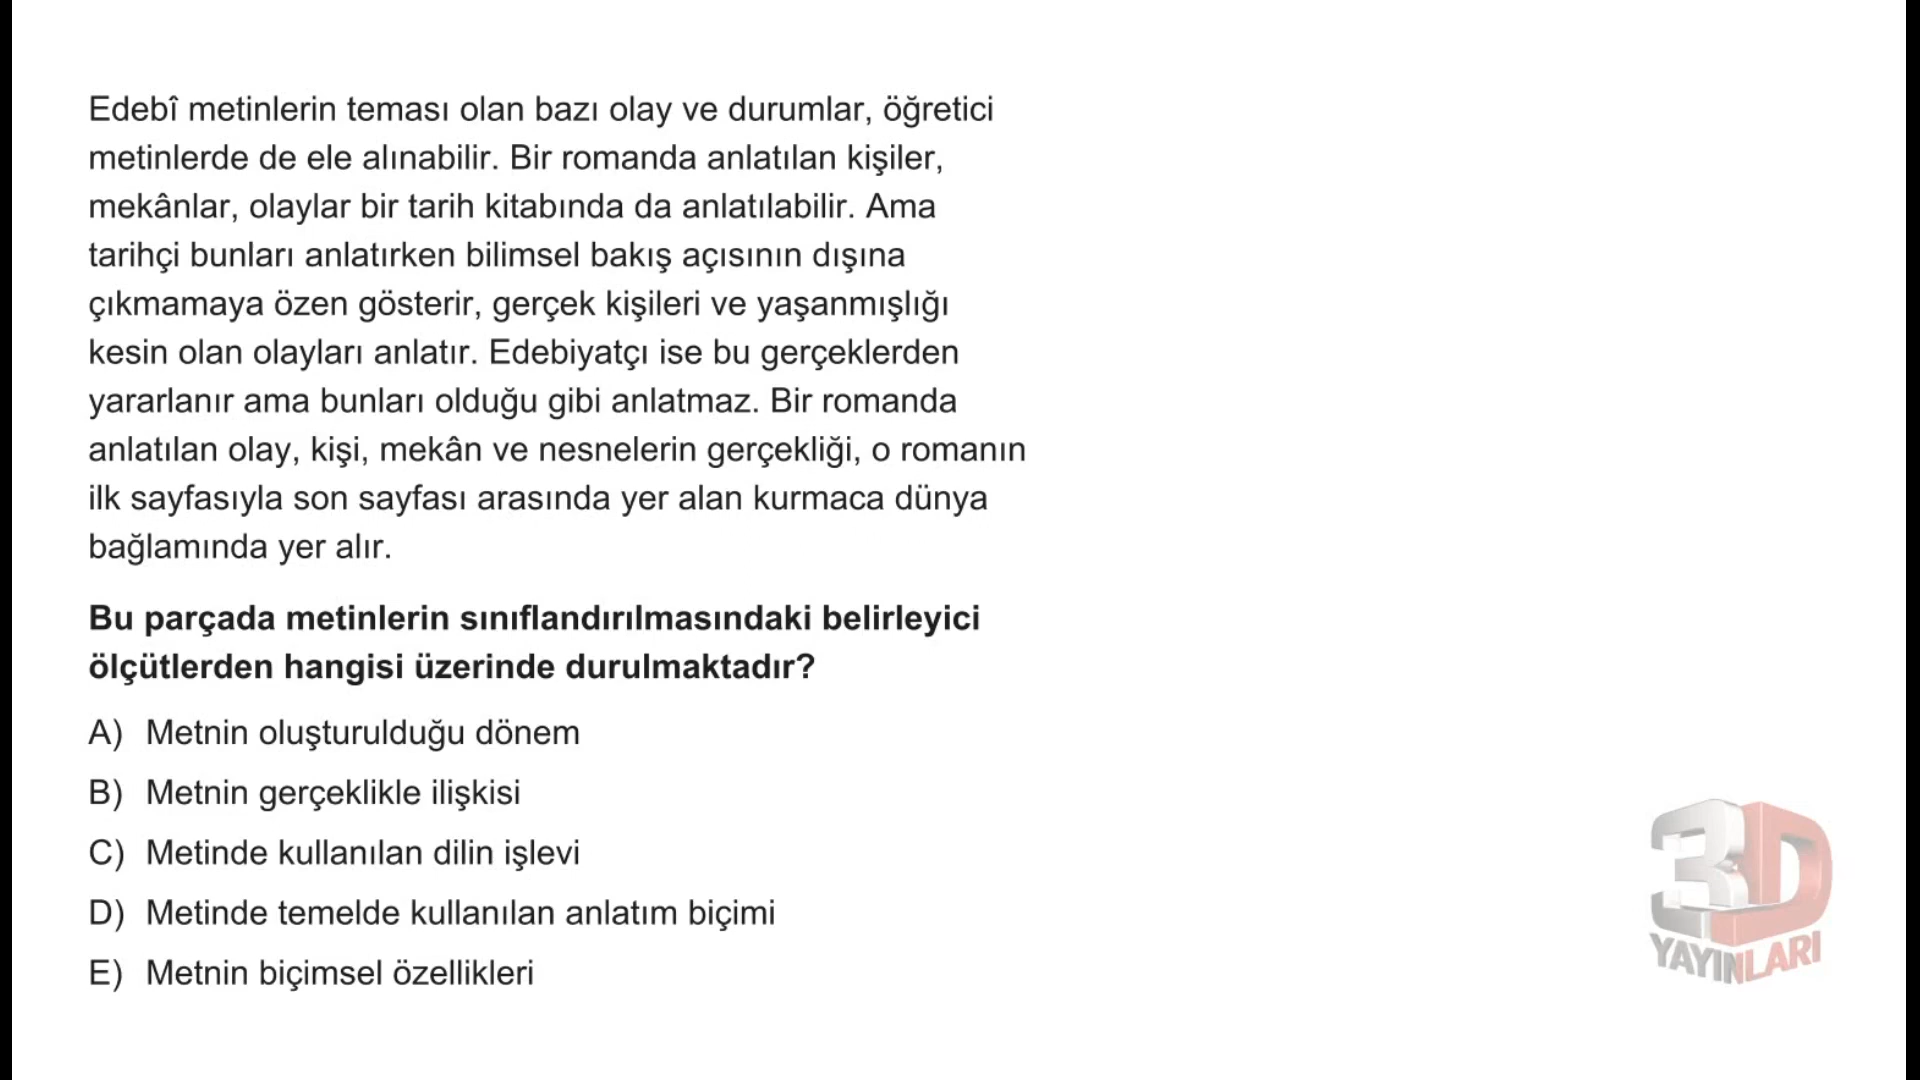 Edebî metinlerin teması olan bazı olay ve durumlar, öğretici
metinlerde de ele alınabilir. Bir romanda anlatılan kişiler,
mekânlar, olaylar bir tarih kitabında da anlatılabilir. Ama
tarihçi bunları anlatırken bilimsel bakış açısının dışına
çıkmamaya özen gösterir, gerçek kişileri ve yaşanmışlığı
kesin olan olayları anlatır. Edebiyatçı ise bu gerçeklerden
yararlanır ama bunları olduğu gibi anlatmaz. Bir romanda
anlatılan olay, kişi, mekân ve nesnelerin gerçekliği, o romanın
ilk sayfasıyla son sayfası arasında yer alan kurmaca dünya
bağlamında yer alır.
Bu parçada metinlerin sınıflandırılmasındaki belirleyici
ölçütlerden hangisi üzerinde durulmaktadır?
A) Metnin oluşturulduğu dönem
B) Metnin gerçeklikle ilişkisi
C) Metinde kullanılan dilin işlevi
D) Metinde temelde kullanılan anlatım biçimi
E) Metnin biçimsel özellikleri
3D
YAYINLARI